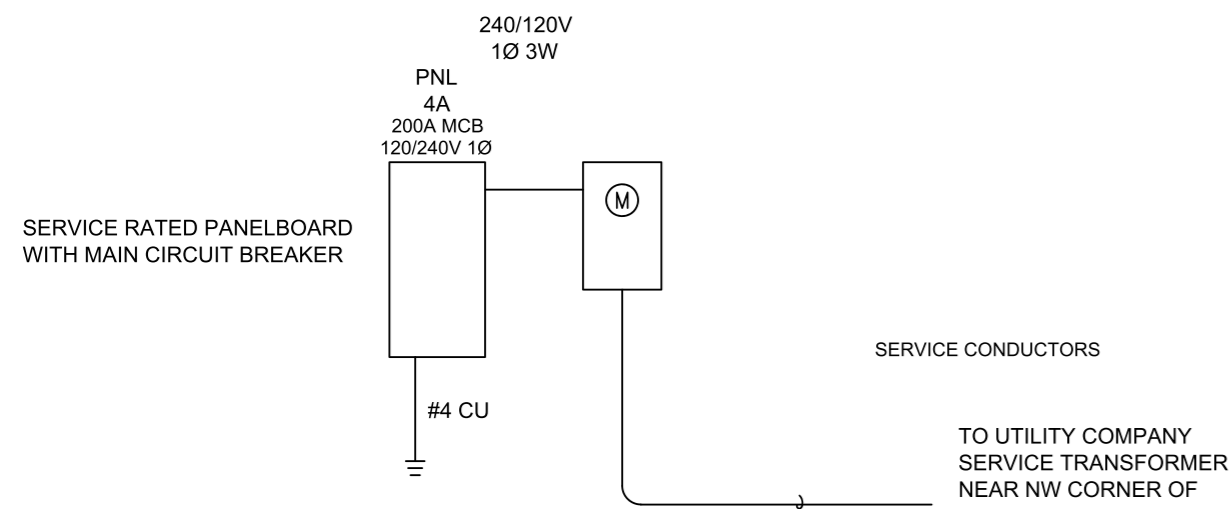 240/120V
1Ø 3W
PNL
4A
200A MCB
120/240V 1Ø
M
SERVICE RATED PANELBOARD
WITH MAIN CIRCUIT BREAKER
SERVICE CONDUCTORS
#4 CU
TO UTILITY COMPANY
SERVICE TRANSFORMER
NEAR NW CORNER OF